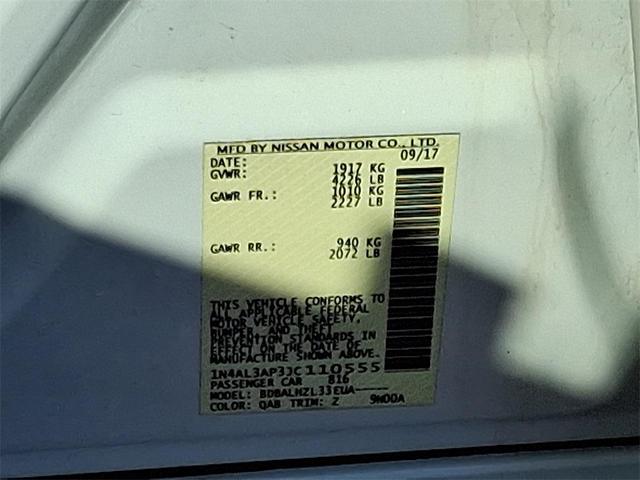 MFD BY NISSAN MOTOR CO., LTD.
DATE: 09/17
GVWR: 1917 KG
4226 LB
GAWR FR.: 1010 KG
2227 LB
GAWR RR.: 940 KG
2072 LB
THIS VEHICLE CONFORMS TO
ALL APPLICABLE FEDERAL
MOTOR VEHICLE SAFETY,
BUMPER, AND THEFT
PREVENTION STANDARDS IN
EFFECT ON THE DATE OF
MANUFACTURE SHOWN ABOVE.
1N4AL3AP3JC110555
PASSENGER CAR 816
MODEL: BDBALHZL33EUA-----
COLOR: QAB TRIM: Z 9N00A